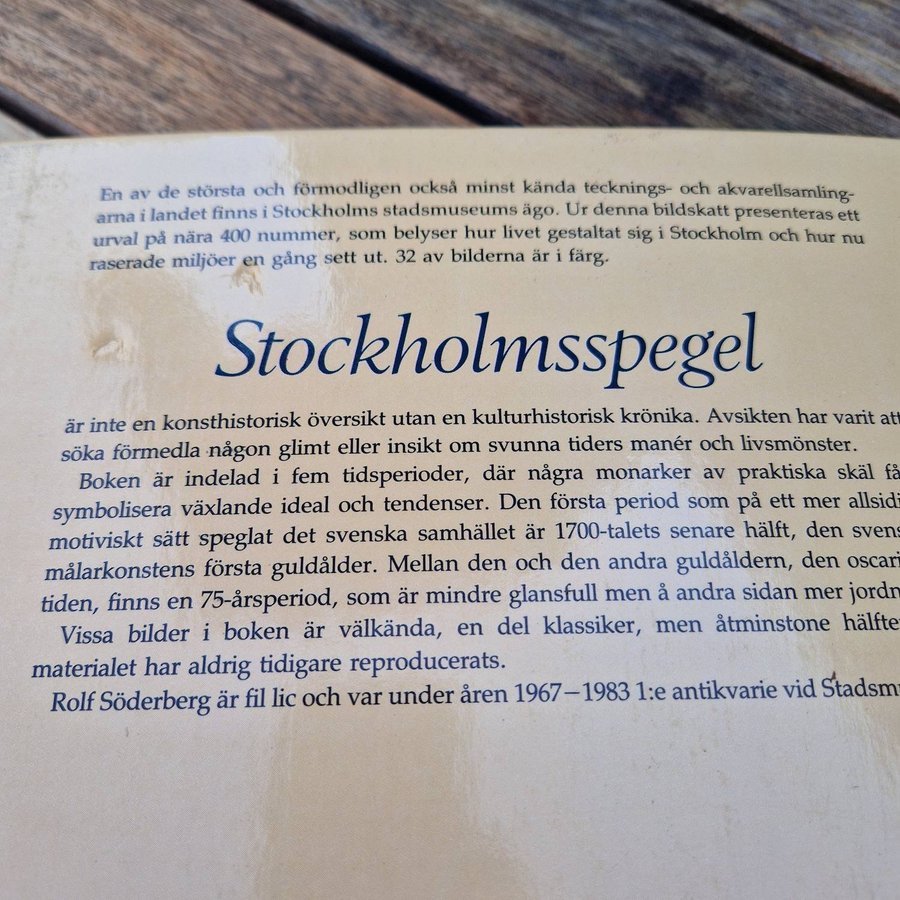 En av de största och förmodligen också minst kända tecknings- och akvarellsamling-
arna i landet finns i Stockholms stadsmuseums ägo. Ur denna bildskatt presenteras ett
urval på nära 400 nummer, som belyser hur livet gestaltat sig i Stockholm och hur nu
raserade miljöer en gång sett ut. 32 av bilderna är i färg.
Stockholmsspegel
är inte en konsthistorisk översikt utan en kulturhistorisk krönika. Avsikten har varit att
söka förmedla någon glimt eller insikt om svunna tiders manér och livsmönster.
Boken är indelad i fem tidsperioder, där några monarker av praktiska skäl få
symbolisera växlande ideal och tendenser. Den första period som på ett mer allsidi
motiviskt sätt speglat det svenska samhället är 1700-talets senare hälft, den svens
målarkonstens första guldålder. Mellan den och den andra guldåldern, den oscari
tiden, finns en 75-årsperiod, som är mindre glansfull men å andra sidan mer jordn
Vissa bilder i boken är välkända, en del klassiker, men åtminstone hälfte
materialet har aldrig tidigare reproducerats.
Rolf Söderberg är fil lic och var under åren 1967–1983 1:e antikvarie vid Stadsm